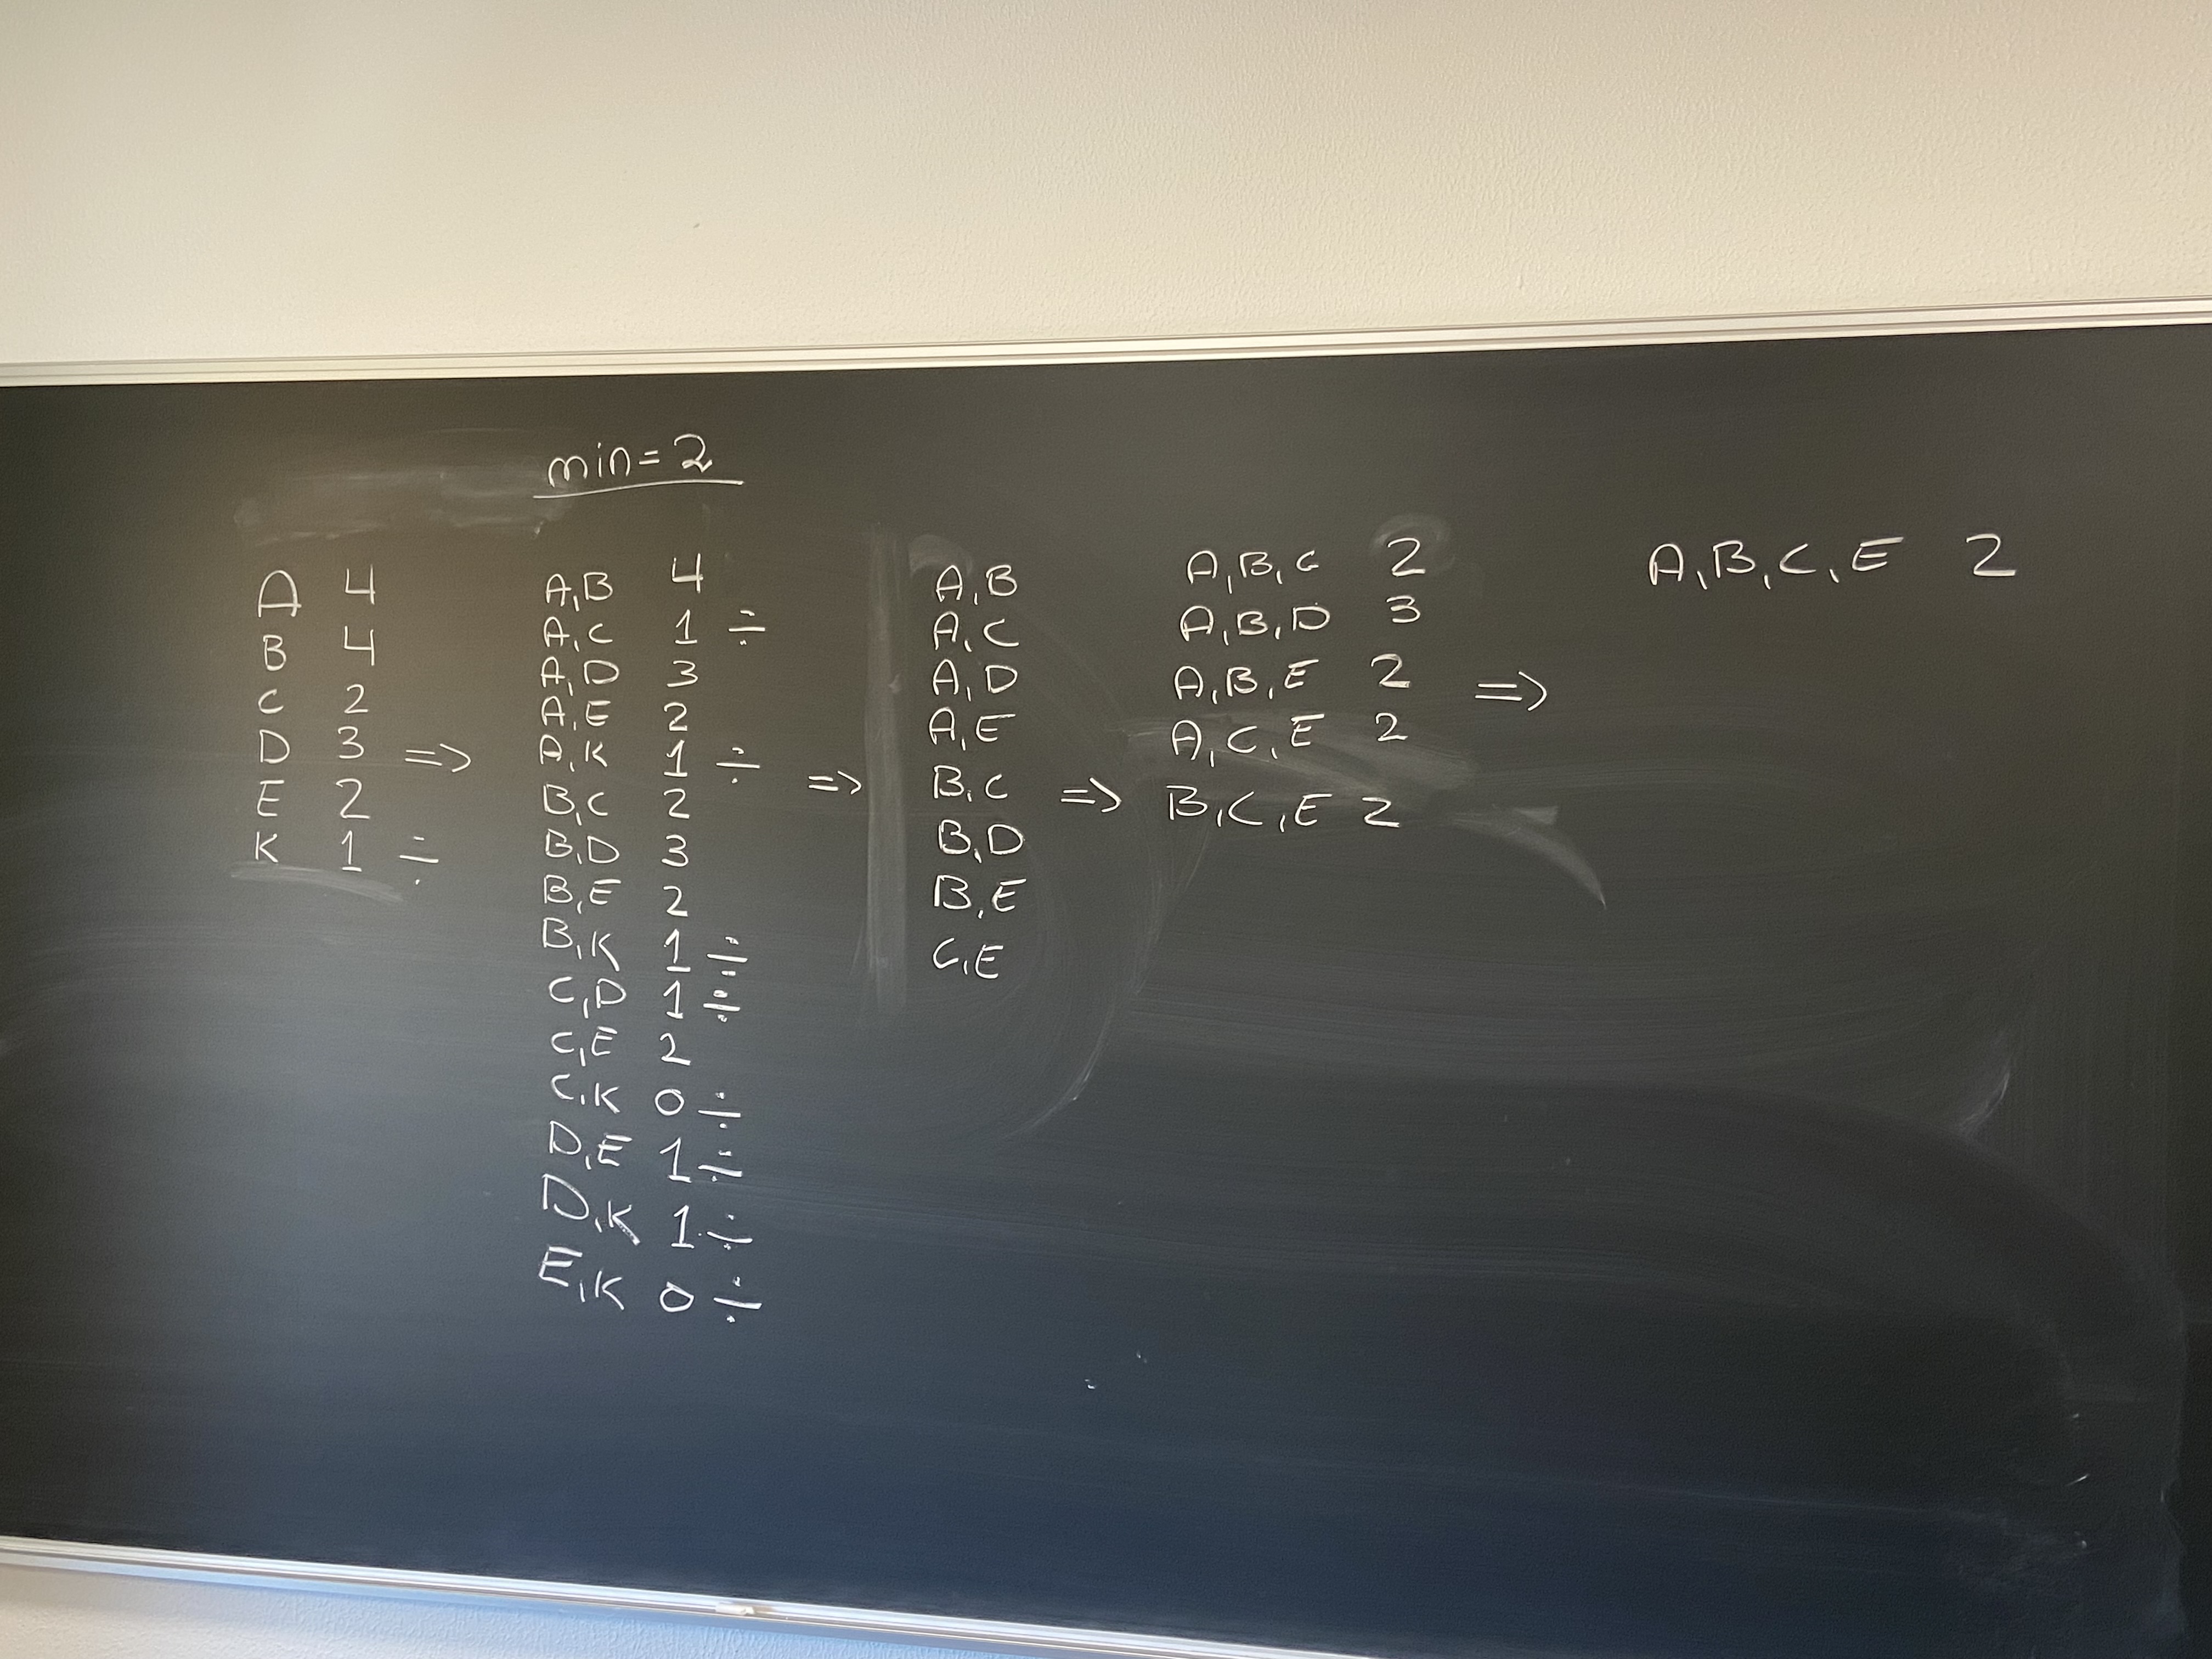 min = 2
A 4
B 4
C 2
D 3 =>
E 2
K 1 ÷
A,B 4
A,C 1 ÷
A,D 3
A,E 2
A,K 1 ÷
B,C 2
B,D 3
B,E 2
B,K 1 ÷
C,D 1 ÷
C,E 2
C,K 0 ÷
D,E 1 ÷
D,K 1 ÷
E,K 0 ÷
=>
A,B
A,C
A,D
A,E
B,C =>
B,D
B,E
C,E
A,B,C 2
A,B,D 3
A,B,E 2 =>
A,C,E 2
B,C,E 2
A,B,C,E 2